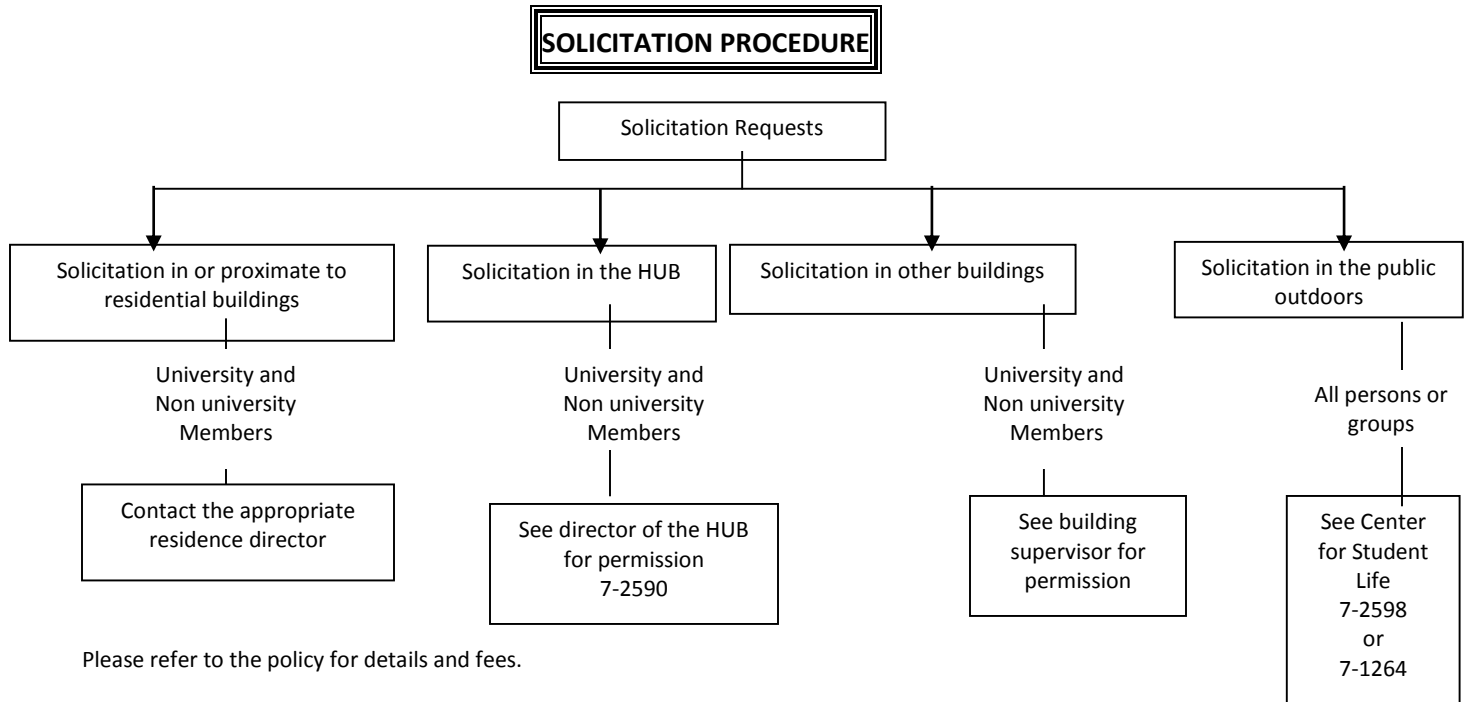 SOLICITATION PROCEDURE
Solicitation Requests
Solicitation in or proximate to
residential buildings
University and
Non university
Members
Contact the appropriate
residence director
Solicitation in the HUB
University and
Non university
Members
See director of the HUB
for permission
7-2590
Solicitation in other buildings
University and
Non university
Members
See building
supervisor for
permission
Solicitation in the public
outdoors
All persons or
groups
See Center
for Student
Life
7-2598
or
7-1264
Please refer to the policy for details and fees.